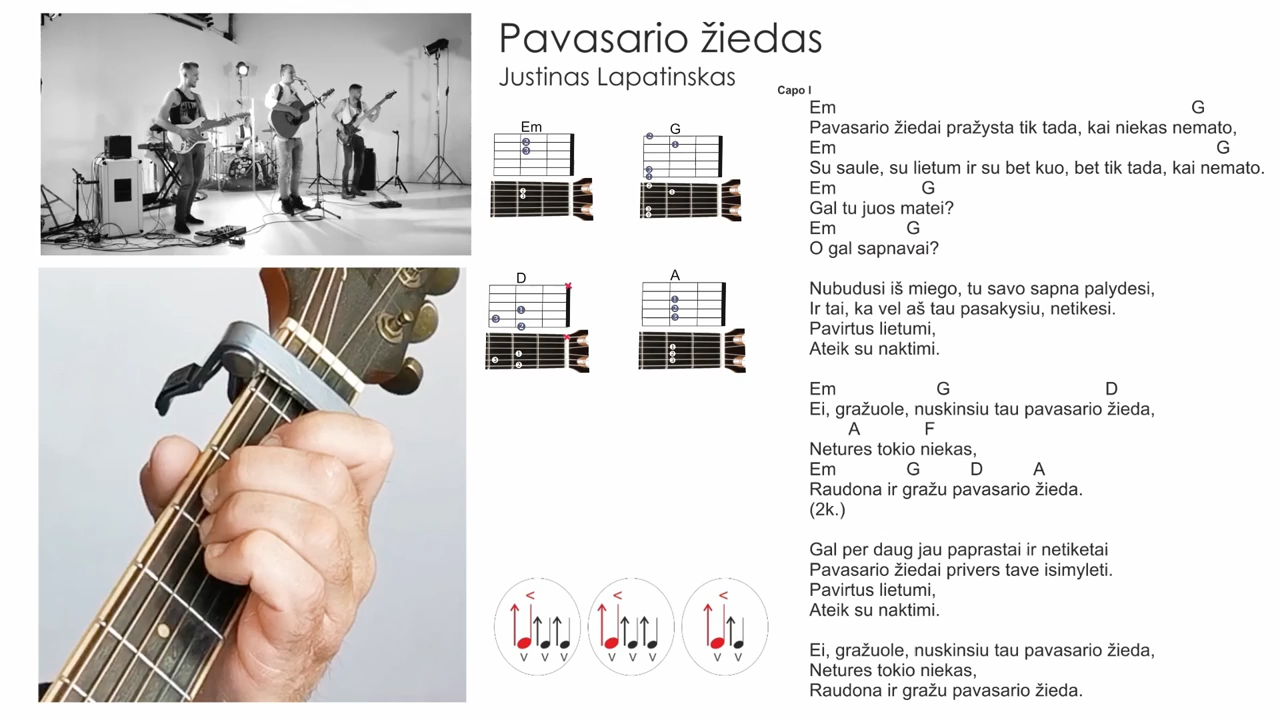 Pavasario žiedas
Justinas Lapatinskas
Capo I
Em G
Pavasario žiedai pražysta tik tada, kai niekas nemato,
Em G
Su saule, su lietum ir su bet kuo, bet tik tada, kai nemato.
Em G
Gal tu juos matei?
Em G
O gal sapnavai?
Nubudusi iš miego, tu savo sapna palydesi,
Ir tai, ka vel aš tau pasakysiu, netikesi.
Pavirtus lietumi,
Ateik su naktimi.
Em G D
Ei, gražuole, nuskinsiu tau pavasario žieda,
A F
Netures tokio niekas,
Em G D A
Raudona ir gražu pavasario žieda.
(2k.)
Gal per daug jau paprastai ir netiketai
Pavasario žiedai privers tave isimyleti.
Pavirtus lietumi,
Ateik su naktimi.
Ei, gražuole, nuskinsiu tau pavasario žieda,
Netures tokio niekas,
Raudona ir gražu pavasario žieda.
Em
G
D
A